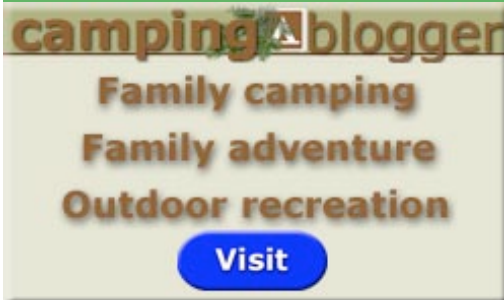 camping blogger
Family camping
Family adventure
Outdoor recreation
Visit